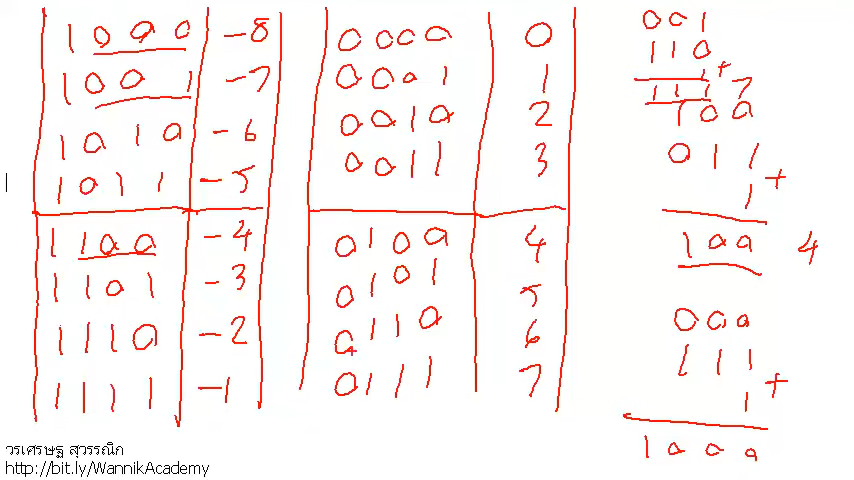 1000 -8 0000 0 001
1001 -7 0001 1 110
1 +
1010 -6 0010 2 111 7
100
1011 -5 0011 3 011
1 +
1100 -4 0100 4 100 4
1101 -3 0101 5
1110 -2 0110 6 000
111
1111 -1 0111 7 1 +
1000
วรเศรษฐ สุวรรณิก
http://bit.ly/WannikAcademy